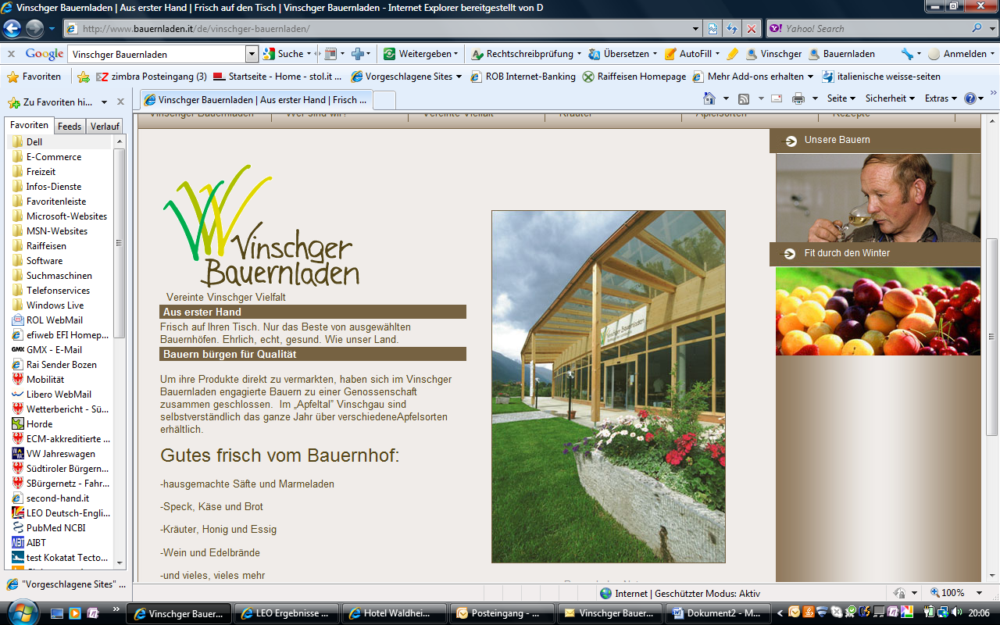 Vinschger Bauernladen | Aus erster Hand | Frisch auf den Tisch | Vinschger Bauernladen - Internet Explorer bereitgestellt von D
http://www.bauernladen.it/de/vinschger-bauernladen/
Yahoo! Search
x Google Vinschger Bauernladen Suche Weitergeben Rechtschreibprüfung Übersetzen AutoFill Vinschger Bauernladen Anmelden
Favoriten zimbra Posteingang (3) Startseite - Home - stol.it ... Vorgeschlagene Sites ROB Internet-Banking Raiffeisen Homepage Mehr Add-ons erhalten italienische weisse-seiten
Zu Favoriten hi... Vinschger Bauernladen | Aus erster Hand | Frisch ... Seite Sicherheit Extras
Favoriten Feeds Verlauf
Dell
E-Commerce
Freizeit
Infos-Dienste
Favoritenleiste
Microsoft-Websites
MSN-Websites
Raiffeisen
Software
Suchmaschinen
Telefonservices
Windows Live
ROL WebMail
efiweb EFI Homep...
GMX - E-Mail
Rai Sender Bozen
Mobilität
Libero WebMail
Wetterbericht - Sü...
Horde
ECM-akkreditierte ...
VW Jahreswagen
Südtiroler Bürgern...
SBürgernetz - Fahr...
second-hand.it
LEO Deutsch-Engli...
PubMed NCBI
AIBT
test Kokatat Tecto...
"Vorgeschlagene Sites" ...
Vinschger Bauernladen Wer sind wir? Vereinte Vielfalt Kräuter Apfelsorten Rezepte
Vinschger
Bauernladen
Vereinte Vinschger Vielfalt
Aus erster Hand
Frisch auf Ihren Tisch. Nur das Beste von ausgewählten
Bauernhöfen. Ehrlich, echt, gesund. Wie unser Land.
Bauern bürgen für Qualität
Um ihre Produkte direkt zu vermarkten, haben sich im Vinschger
Bauernladen engagierte Bauern zu einer Genossenschaft
zusammen geschlossen. Im „Apfeltal” Vinschgau sind
selbstverständlich das ganze Jahr über verschiedeneApfelsorten
erhältlich.
Gutes frisch vom Bauernhof:
-hausgemachte Säfte und Marmeladen
-Speck, Käse und Brot
-Kräuter, Honig und Essig
-Wein und Edelbrände
-und vieles, vieles mehr
Vinschger Bauernladen
Unsere Bauern
Fit durch den Winter
Internet | Geschützter Modus: Aktiv
100%
Vinschger Bauer... LEO Ergebnisse ... Hotel Waldhei... Posteingang - ... Vinschger Bauer... Dokument2 - M... 20:06